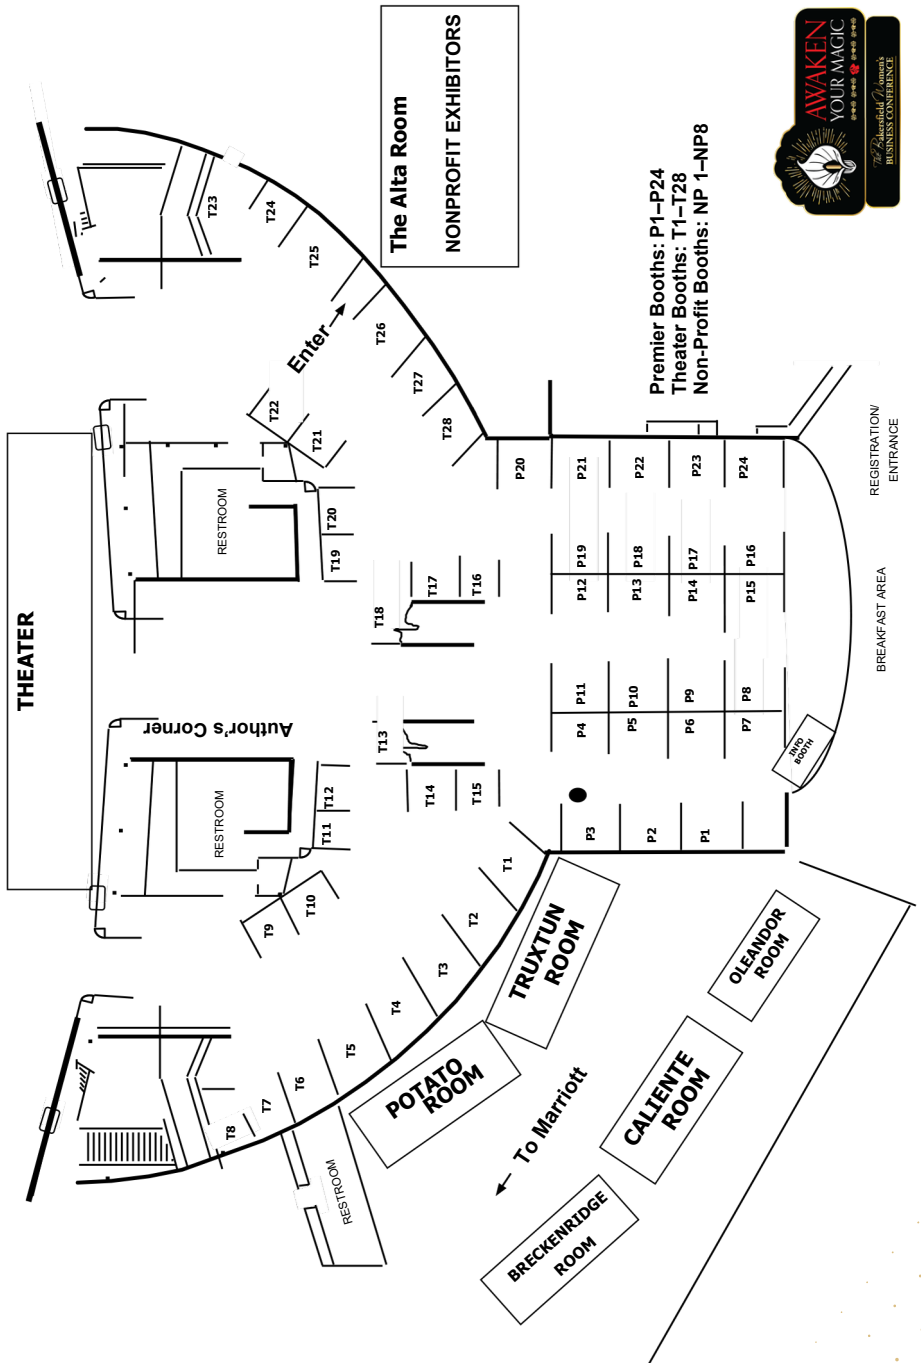 THEATER
RESTROOM
RESTROOM
Author's Corner
T23
T24
T25
T26
T27
T28
Enter
T22
T21
T20
T19
T18
T17
T16
T13
T14
T15
T12
T11
T10
T9
T8
T7
T6
T5
T4
T3
T2
T1
RESTROOM
The Alta Room
NONPROFIT EXHIBITORS
P20
P21
P22
P23
P24
P19
P18
P17
P16
P12
P13
P14
P15
P11
P10
P9
P8
P4
P5
P6
P7
P3
P2
P1
INFO
BOOTH
POTATO
ROOM
TRUXTUN
ROOM
To Marriott
BRECKENRIDGE
ROOM
CALIENTE
ROOM
OLEANDOR
ROOM
BREAKFAST AREA
REGISTRATION/
ENTRANCE
Premier Booths: P1–P24
Theater Booths: T1–T28
Non-Profit Booths: NP 1–NP8
AWAKEN
YOUR MAGIC
The Bakersfield Women's
BUSINESS CONFERENCE